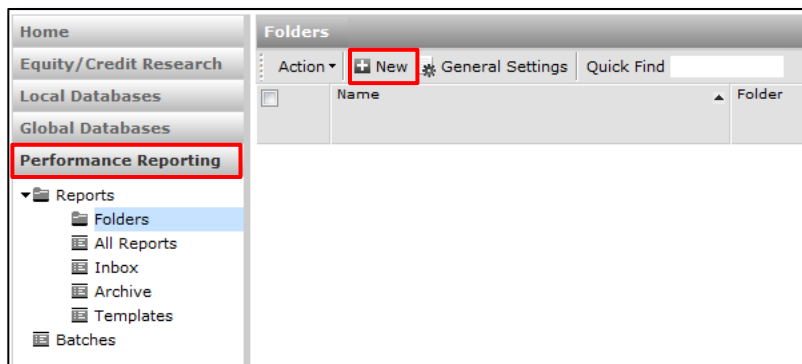 Home
Equity/Credit Research
Local Databases
Global Databases
Performance Reporting
Reports
Folders
All Reports
Inbox
Archive
Templates
Batches
Folders
Action New General Settings Quick Find
Name Folder